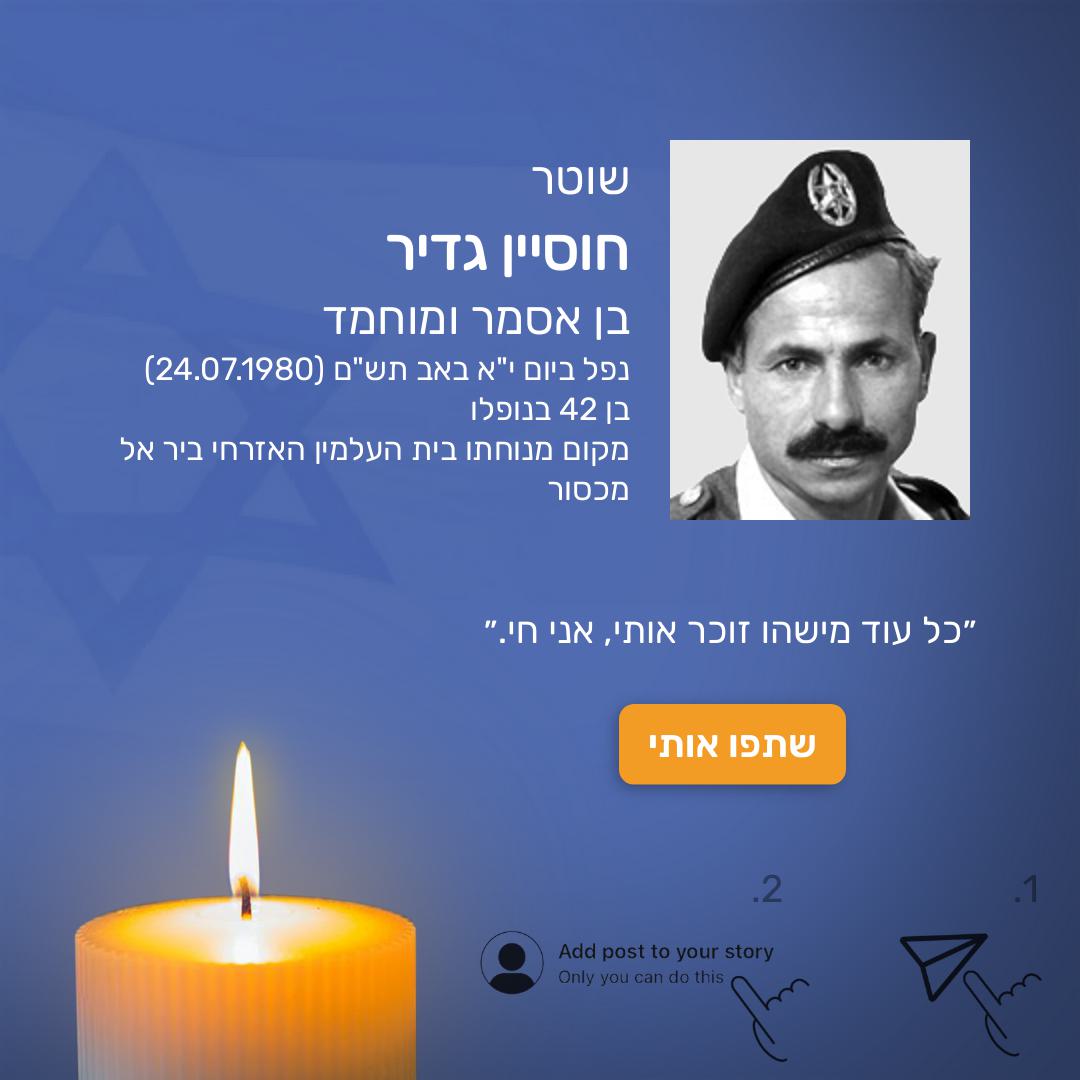 שוטר
חוסיין גדיר
בן אסמר ומוחמד
נפל ביום י"א באב תש"ם (24.07.1980)
בן 42 בנופלו
מקום מנוחתו בית העלמין האזרחי ביר אל
מכסור
״כל עוד מישהו זוכר אותי, אני חי.״
שתפו אותי
.1
.2
Add post to your story
Only you can do this